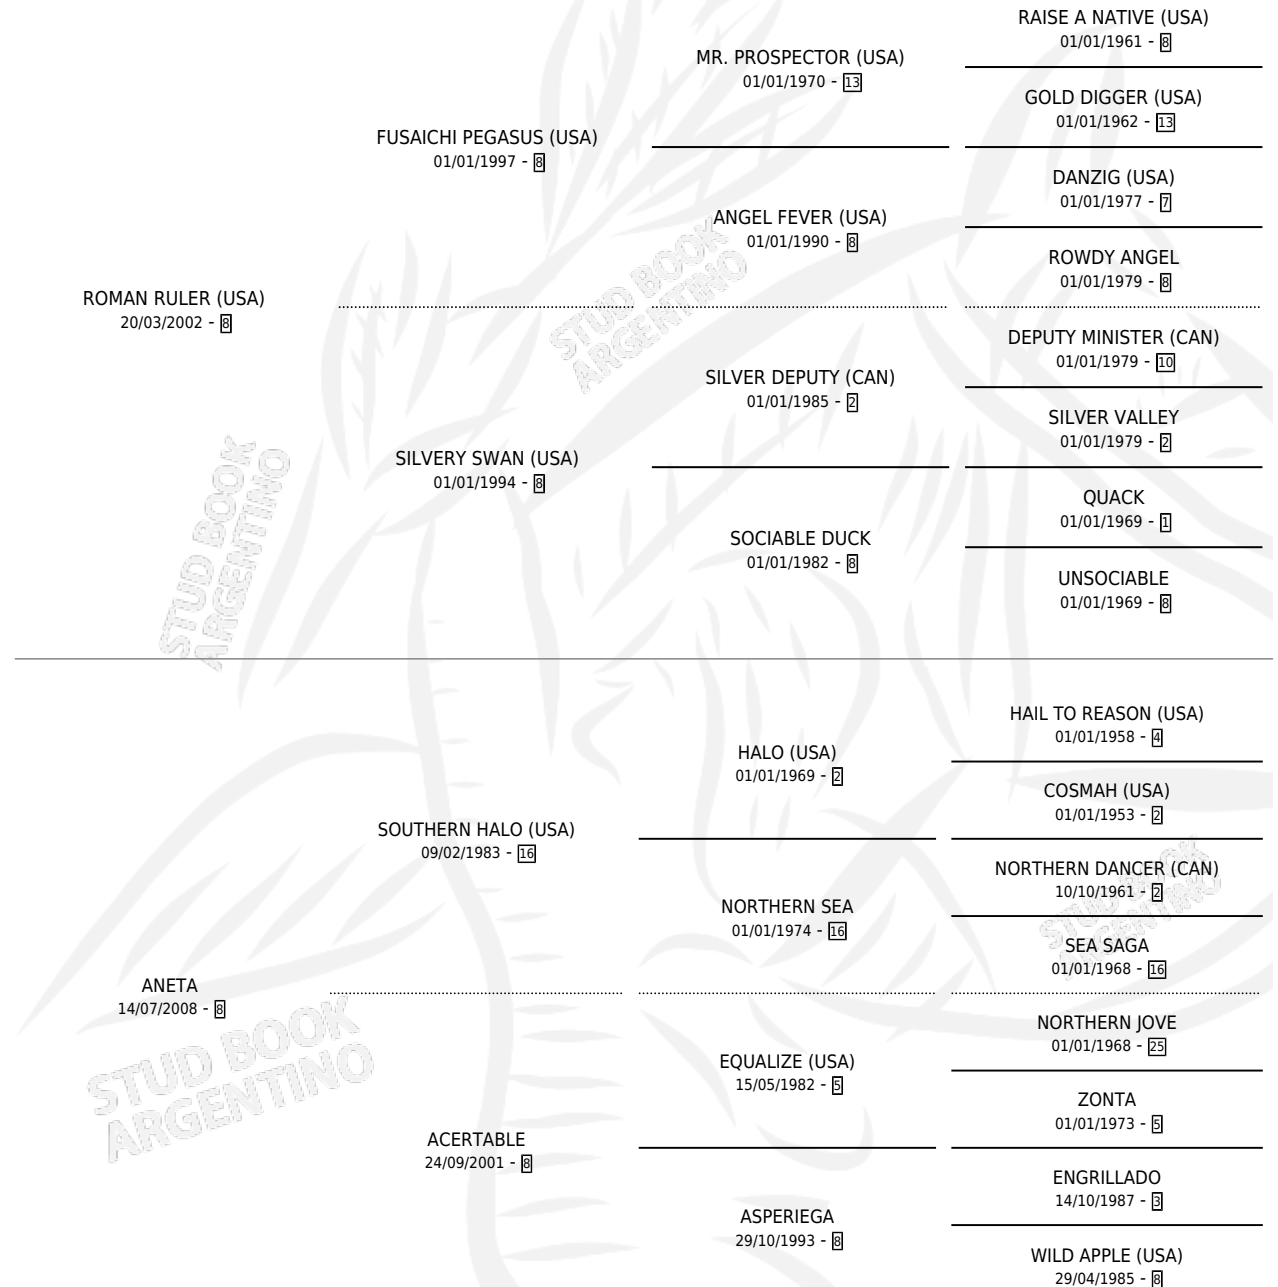 RAISE A NATIVE (USA)
01/01/1961 - 8
MR. PROSPECTOR (USA)
01/01/1970 - 13
GOLD DIGGER (USA)
01/01/1962 - 13
FUSAICHI PEGASUS (USA)
01/01/1997 - 8
DANZIG (USA)
01/01/1977 - 7
ANGEL FEVER (USA)
01/01/1990 - 8
ROWDY ANGEL
01/01/1979 - 8
ROMAN RULER (USA)
20/03/2002 - 8
STUD BOOK
ARGENTINO
DEPUTY MINISTER (CAN)
01/01/1979 - 10
SILVER DEPUTY (CAN)
01/01/1985 - 2
SILVER VALLEY
01/01/1979 - 2
SILVERY SWAN (USA)
01/01/1994 - 8
QUACK
01/01/1969 - 1
SOCIABLE DUCK
01/01/1982 - 8
UNSOCIABLE
01/01/1969 - 8
STUD BOOK
ARGENTINO
HAIL TO REASON (USA)
01/01/1958 - 4
HALO (USA)
01/01/1969 - 2
COSMAH (USA)
01/01/1953 - 2
SOUTHERN HALO (USA)
09/02/1983 - 16
NORTHERN DANCER (CAN)
10/10/1961 - 2
NORTHERN SEA
01/01/1974 - 16
STUD BOOK
ARGENTINO
SEA SAGA
01/01/1968 - 16
ANETA
14/07/2008 - 8
STUD BOOK
ARGENTINO
NORTHERN JOVE
01/01/1968 - 25
EQUALIZE (USA)
15/05/1982 - 5
ZONTA
01/01/1973 - 5
ACERTABLE
24/09/2001 - 8
ENGRILLADO
14/10/1987 - 3
ASPERIEGA
29/10/1993 - 8
WILD APPLE (USA)
29/04/1985 - 8